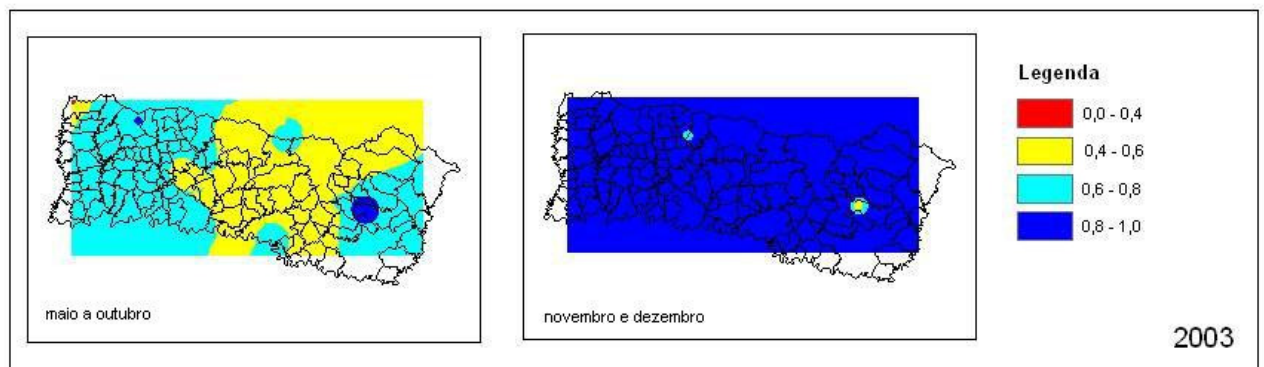 maio a outubro
novembro e dezembro
Legenda
0,0 - 0,4
0,4 - 0,6
0,6 - 0,8
0,8 - 1,0
2003